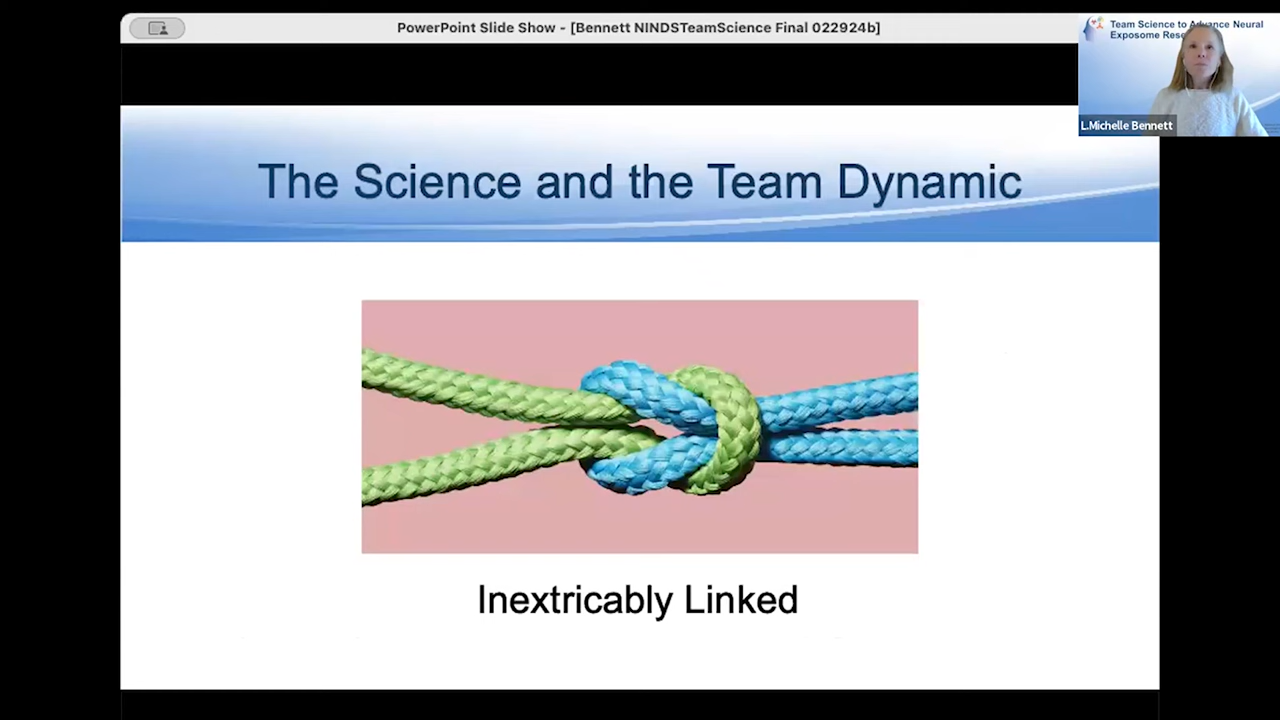 PowerPoint Slide Show - [Bennett NINDSTeamScience Final 022924b]
Team Science to Advance Neural
Exposome
L.Michelle Bennett
The Science and the Team Dynamic
Inextricably Linked